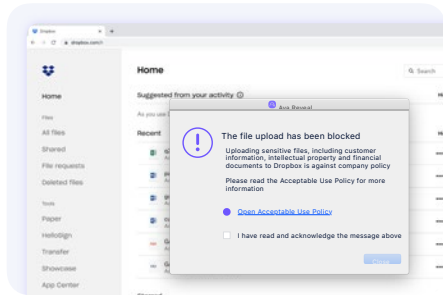 Dropbox
dropbox.com/h
Home
Search
Suggested from your activity
As you use
Recent
Home
Files
All files
Shared
File requests
Deleted files
Tools
Paper
HelloSign
Transfer
Showcase
App Center
Ava Reveal
The file upload has been blocked
Uploading sensitive files, including customer
information, intellectual property and financial
documents to Dropbox is against company policy
Please read the Acceptable Use Policy for more
information
Open Acceptable Use Policy
I have read and acknowledge the message above
Close